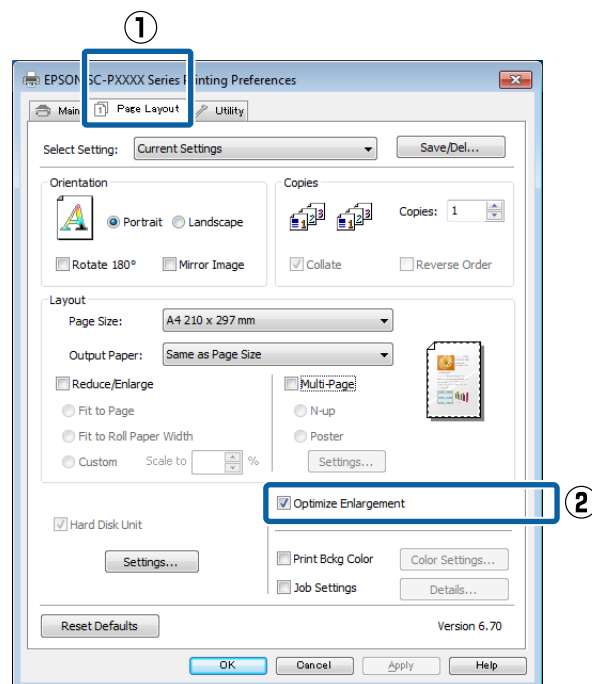 ①
EPSON SC-PXXXX Series Printing Preferences
Main
Page Layout
Utility
Select Setting: Current Settings Save/Del...
Orientation
Portrait Landscape
Rotate 180° Mirror Image
Copies
Copies: 1
Collate Reverse Order
Layout
Page Size: A4 210 x 297 mm
Output Paper: Same as Page Size
Reduce/Enlarge
Fit to Page
Fit to Roll Paper Width
Custom Scale to %
Multi-Page
N-up
Poster
Settings...
Optimize Enlargement
②
Hard Disk Unit
Settings...
Print Bckg Color Color Settings...
Job Settings Details...
Reset Defaults Version 6.70
OK Cancel Apply Help